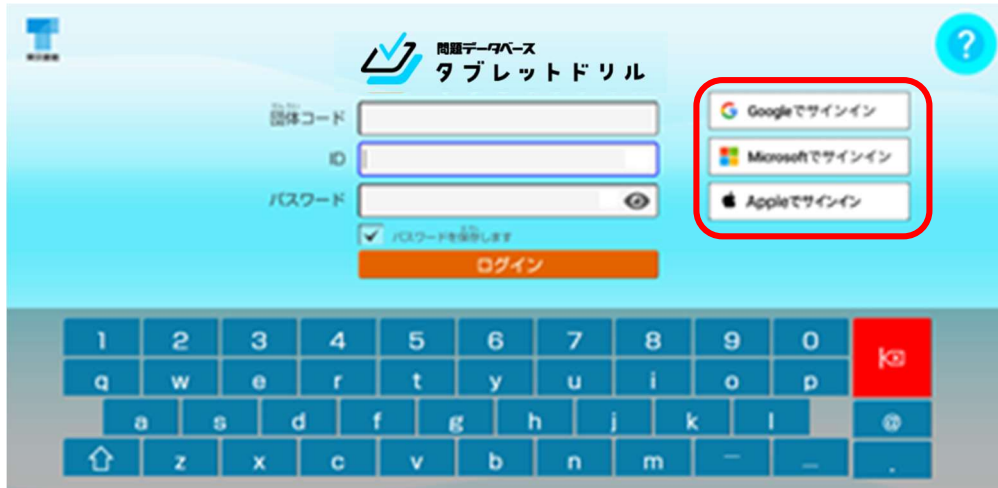 ?
問題データベース
タブレットドリル
団体コード
ID
パスワード
パスワードを保存します
ログイン
Googleでサインイン
Microsoftでサインイン
Appleでサインイン
1 2 3 4 5 6 7 8 9 0
q w e r t y u i o p
a s d f g h j k l @
z x c v b n m - _ .